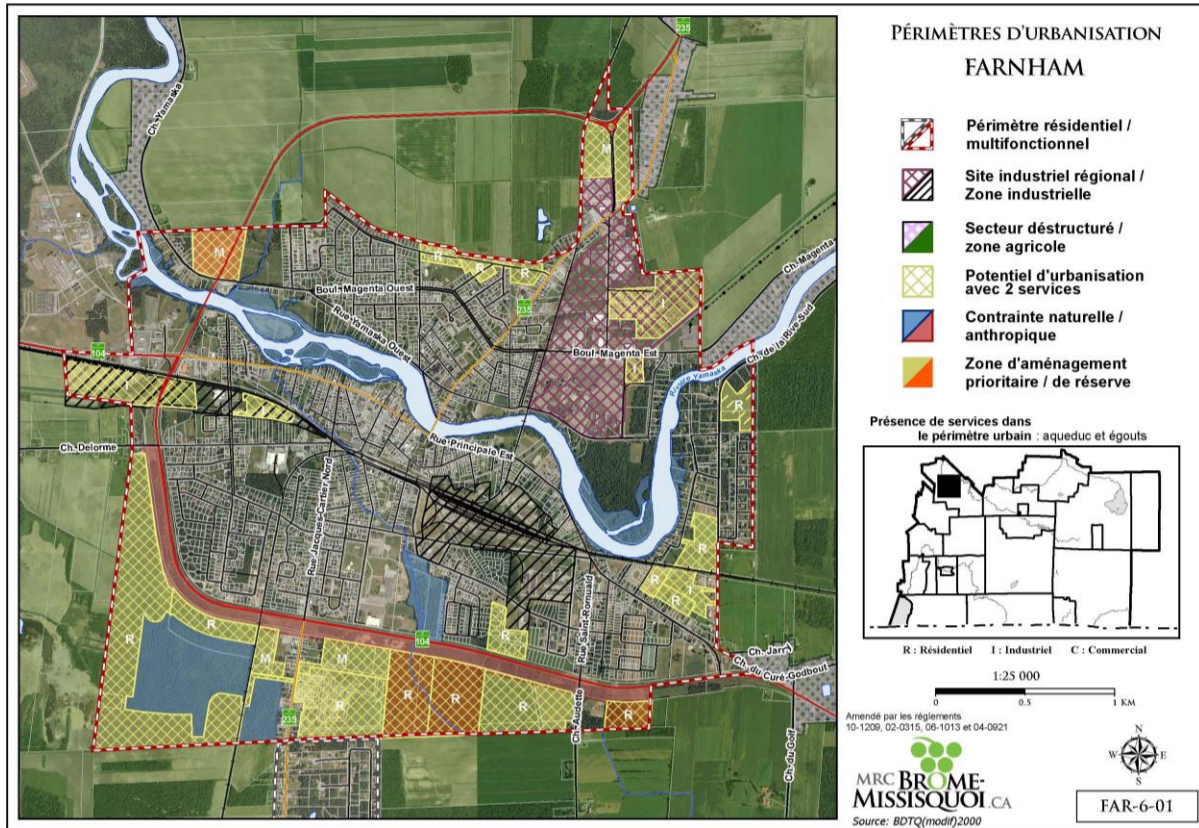 PÉRIMÈTRES D'URBANISATION
FARNHAM
Périmètre résidentiel /
multifonctionnel
Site industriel régional /
Zone industrielle
Secteur déstructuré /
zone agricole
Potentiel d'urbanisation
avec 2 services
Contrainte naturelle /
anthropique
Zone d'aménagement
prioritaire / de réserve
Présence de services dans
le périmètre urbain : aqueduc et égouts
R : Résidentiel I : Industriel C : Commercial
1:25 000
0 0.5 1 KM
Amendé par les règlements
10-1209, 02-0315, 06-1013 et 04-0921
MRC BROME-
MISSISQUOI.CA
Source: BDTQ(modif)2000
N
W E
S
FAR-6-01
235
Ch. Yamaska
M
M
R
R
R
235
Boul. Magenta Ouest
Rue Yamaska Ouest
Ch. Magenta
I
Boul. Magenta Est
Ch. de la Rive-Sud
Rivière Yamaska
104
I
I
I
R
Ch. Delorme
Rue Principale Est
Rue Jacques-Cartier Nord
R
R
I
Rue Saint-Romuald
R
R
R
104
M
M
R
R
R
R
R
R
235
Ch. Audette
Ch. Jarry
Ch. du Curé-Godbout
Ch. du Golf